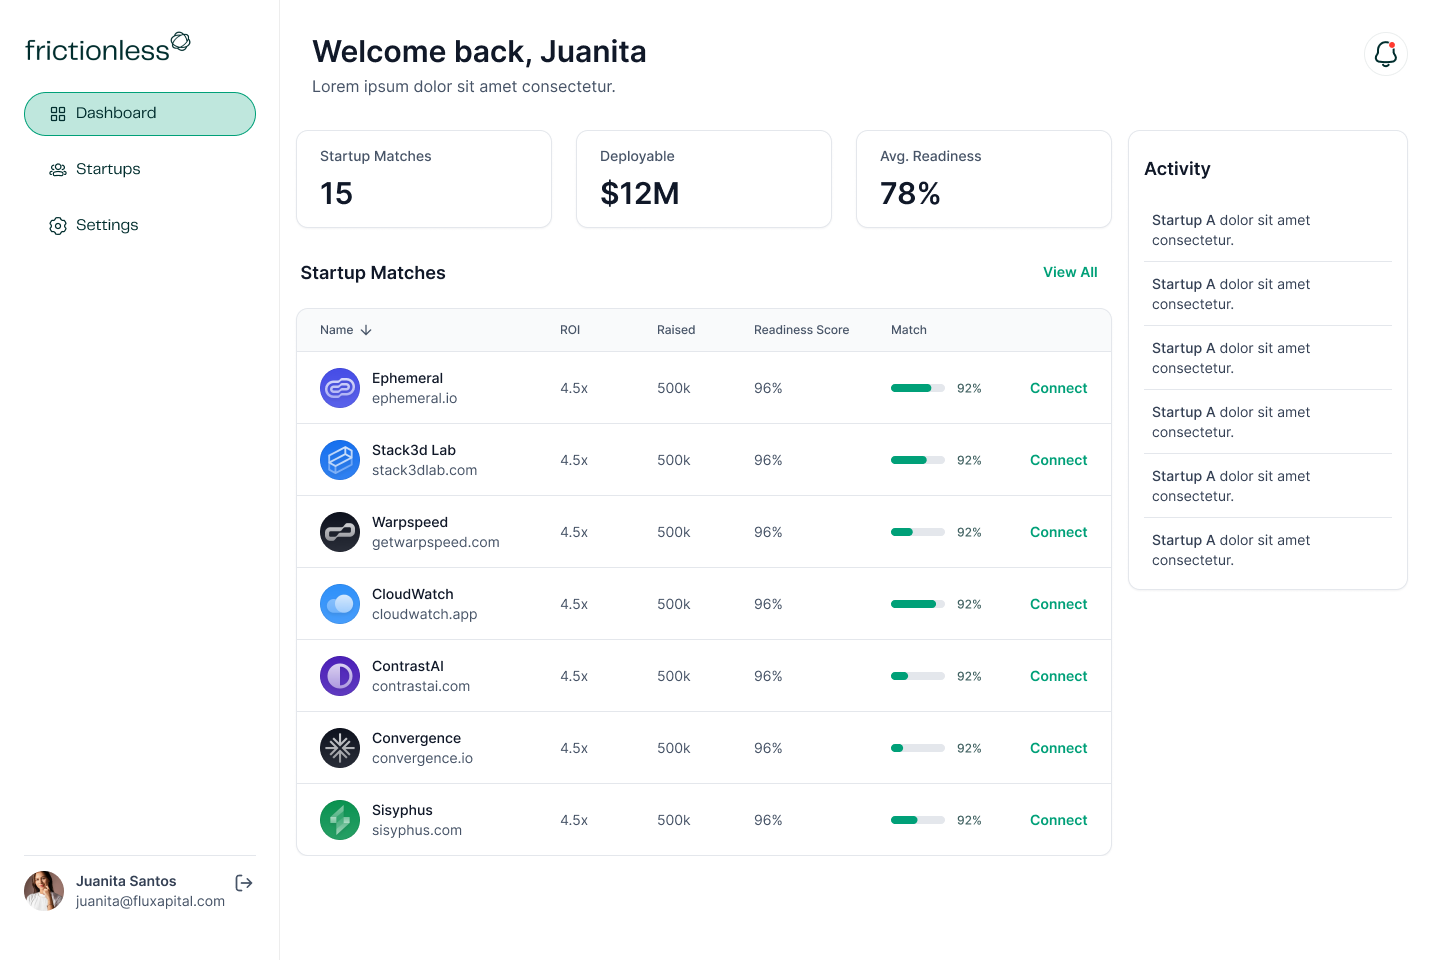 frictionless
Dashboard
Startups
Settings
Juanita Santos
juanita@fluxapital.com
Welcome back, Juanita
Lorem ipsum dolor sit amet consectetur.
Startup Matches
15
Deployable
$12M
Avg. Readiness
78%
Startup Matches
View All
Name ROI Raised Readiness Score Match
Ephemeral
ephemeral.io
4.5x 500k 96% 92% Connect
Stack3d Lab
stack3dlab.com
4.5x 500k 96% 92% Connect
Warpspeed
getwarpspeed.com
4.5x 500k 96% 92% Connect
CloudWatch
cloudwatch.app
4.5x 500k 96% 92% Connect
ContrastAI
contrastai.com
4.5x 500k 96% 92% Connect
Convergence
convergence.io
4.5x 500k 96% 92% Connect
Sisyphus
sisyphus.com
4.5x 500k 96% 92% Connect
Activity
Startup A dolor sit amet
consectetur.
Startup A dolor sit amet
consectetur.
Startup A dolor sit amet
consectetur.
Startup A dolor sit amet
consectetur.
Startup A dolor sit amet
consectetur.
Startup A dolor sit amet
consectetur.